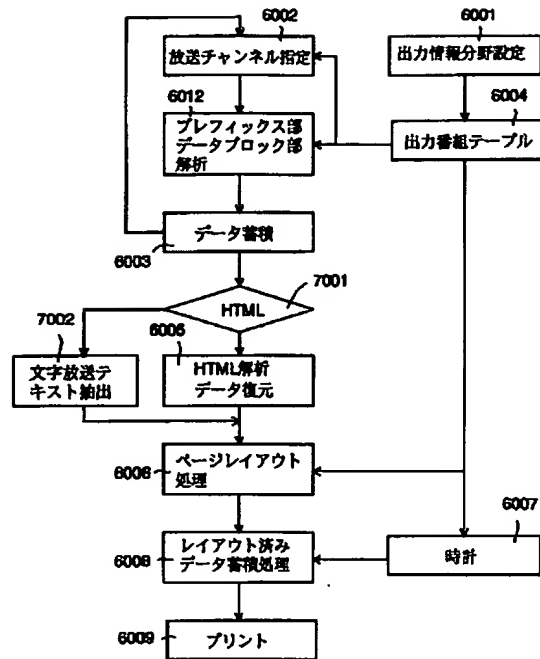 6002
6001
放送チャンネル指定
出力情報分野設定
6012
6004
プレフィックス部
データブロック部
解析
出力番組テーブル
データ蓄積
6003
7001
HTML
7002
6005
文字放送テ
キスト抽出
HTML解析
データ復元
ページレイアウト
処理
6006
6007
レイアウト済み
データ蓄積処理
6008
時計
プリント
6009